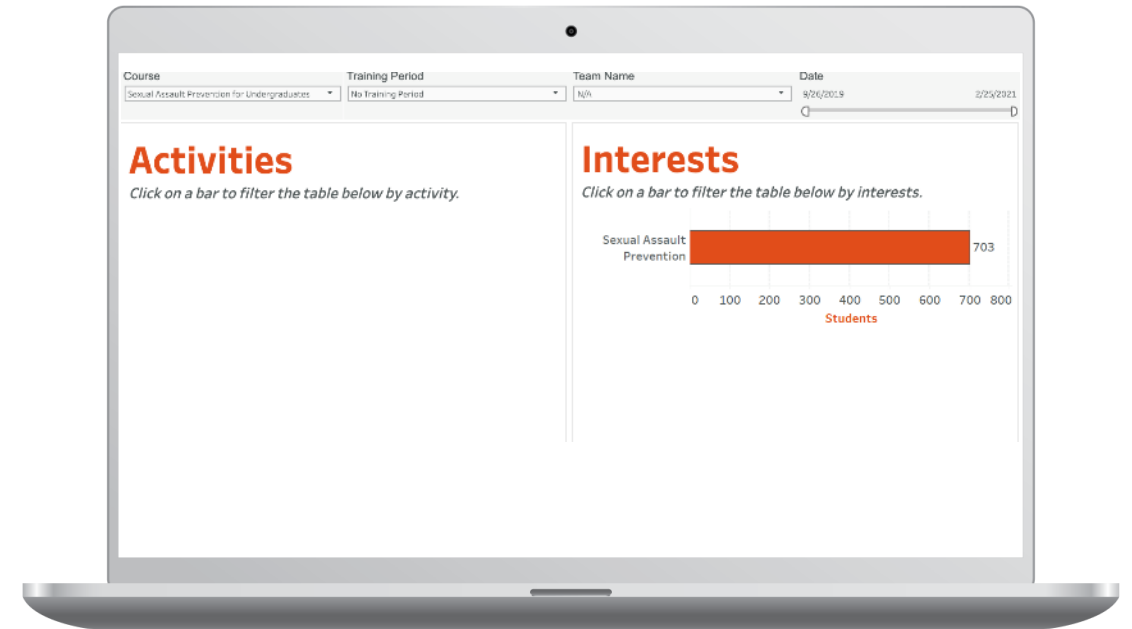 Course
Training Period
Team Name
Date
Sexual Assault Prevention for Undergraduates
No Training Period
N/A
9/26/2019
2/25/2021
Activities
Click on a bar to filter the table below by activity.
Interests
Click on a bar to filter the table below by interests.
Sexual Assault
Prevention
703
0 100 200 300 400 500 600 700 800
Students